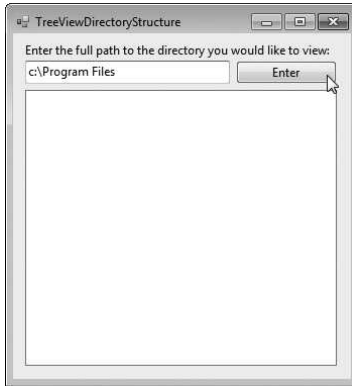 TreeViewDirectoryStructure
Enter the full path to the directory you would like to view:
c:\Program Files
Enter